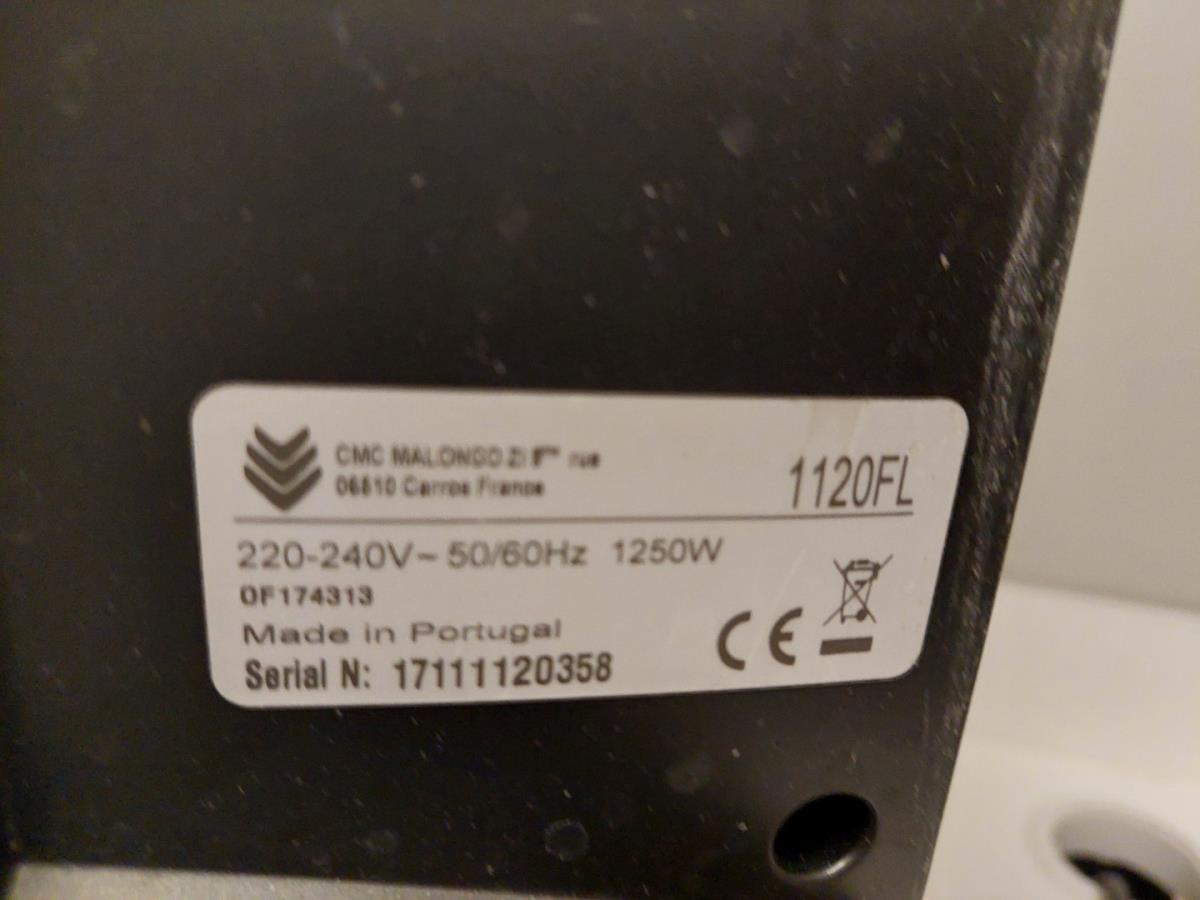 CMC MALONGO ZI 8ème rue
06510 Carros France
1120FL
220-240V~ 50/60Hz 1250W
OF174313
Made in Portugal
CE
Serial N: 17111120358